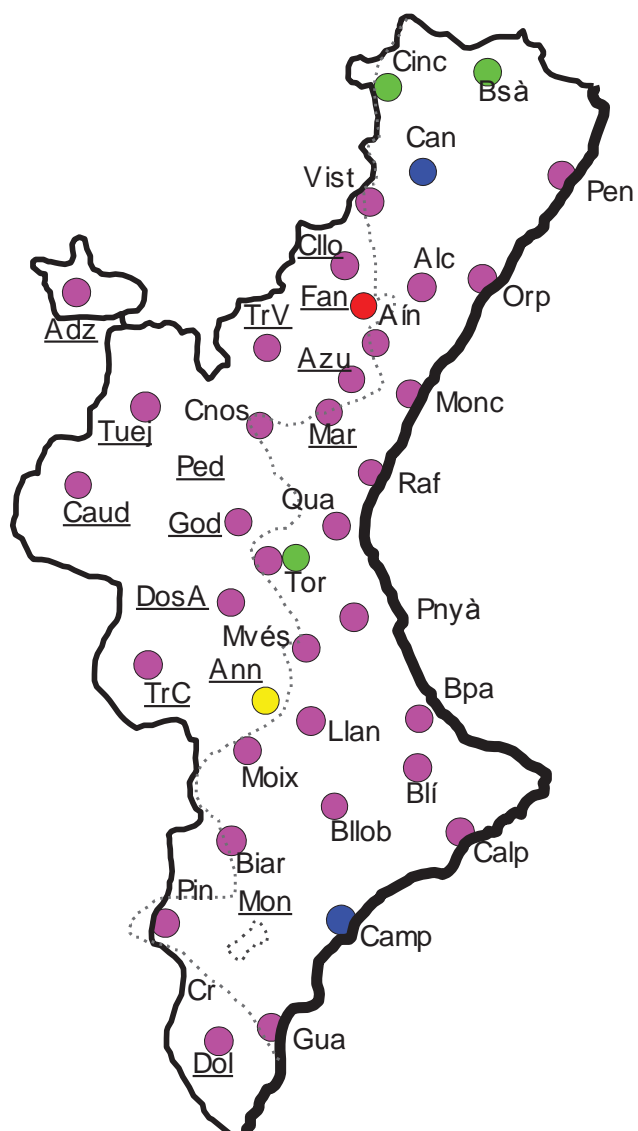 Cinc
Bsà
Can
Vist
Pen
Cllo
Alc
Fan
Orp
Adz
TrV
Aín
Azu
Monc
Cnos
Mar
Tuej
Ped
Raf
Caud
Qua
God
Tor
DosA
Pnyà
Mvés
Ann
TrC
Bpa
Llan
Moix
Blí
Bllob
Calp
Biar
Pin
Mon
Camp
Cr
Gua
Dol